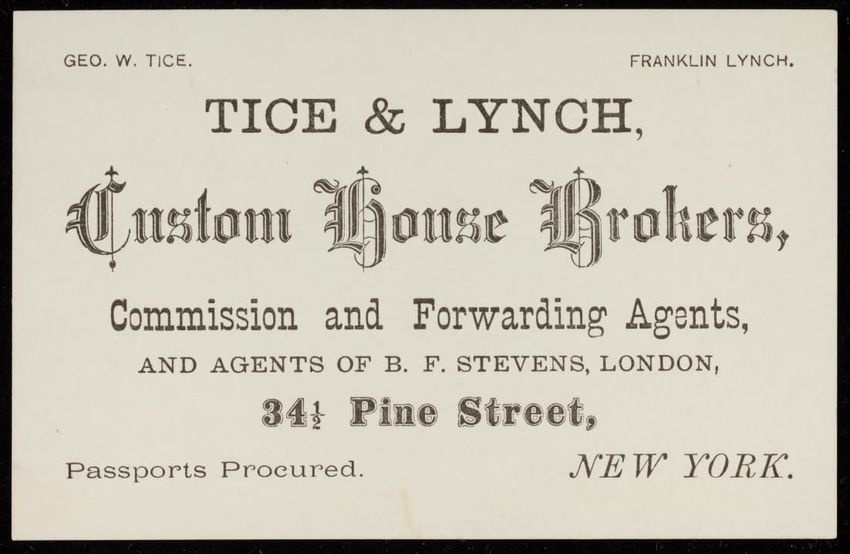 GEO. W. TICE. FRANKLIN LYNCH.
TICE & LYNCH,
Custom House Brokers,
Commission and Forwarding Agents,
AND AGENTS OF B. F. STEVENS, LONDON,
34½ Pine Street,
Passports Procured. NEW YORK.